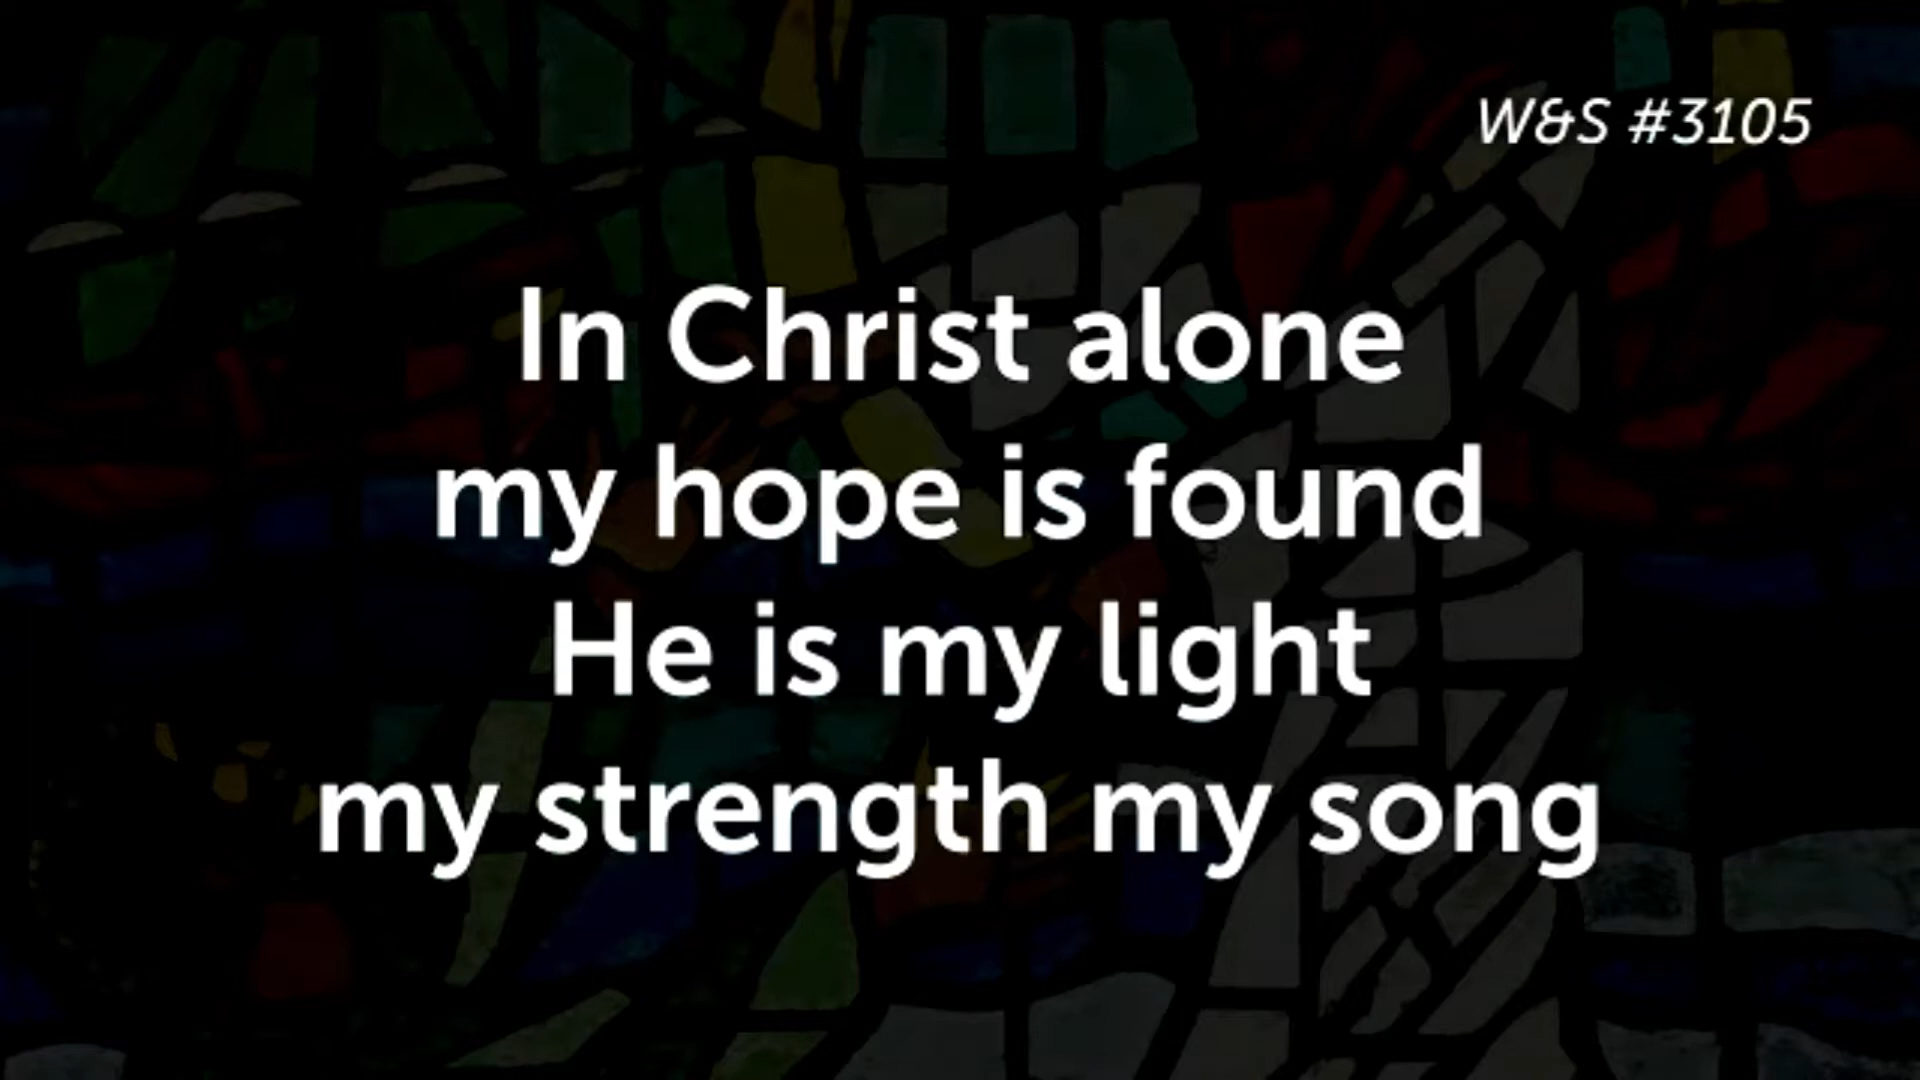 W&S #3105
In Christ alone
my hope is found
He is my light
my strength my song